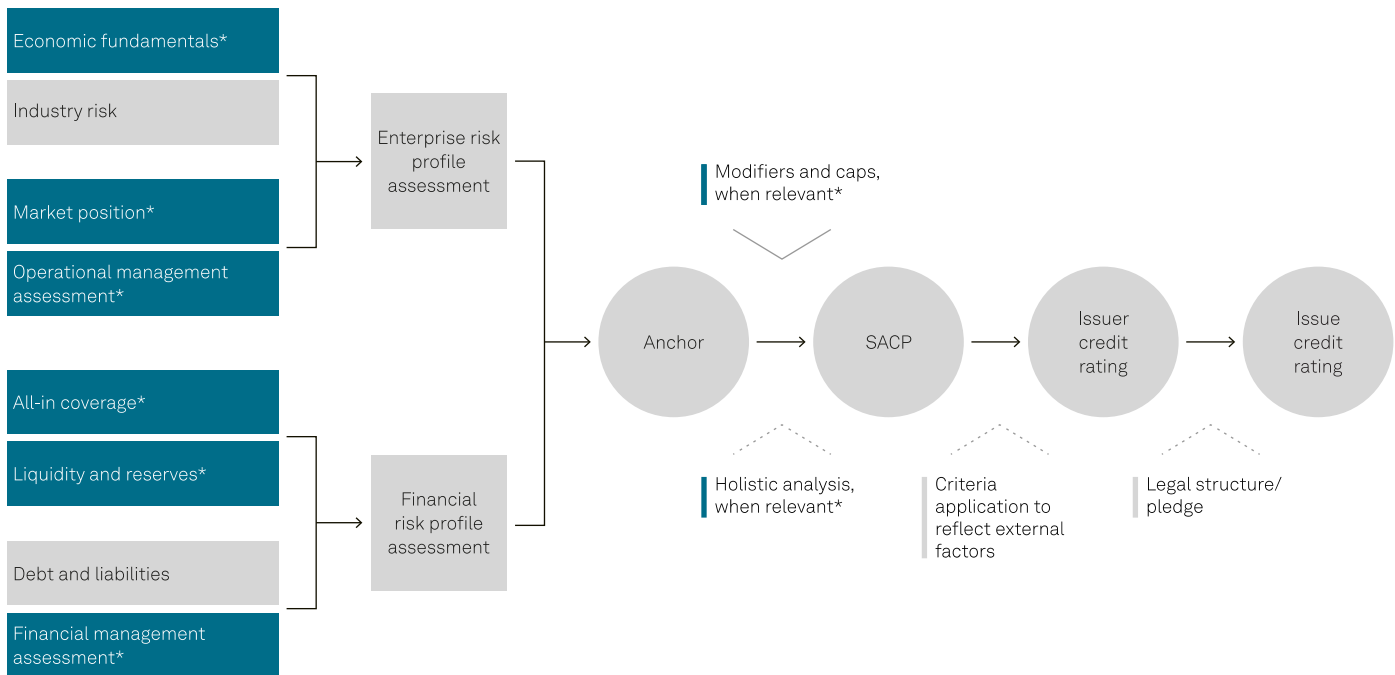 Economic fundamentals*
Industry risk
Market position*
Operational management
assessment*
All-in coverage*
Liquidity and reserves*
Debt and liabilities
Financial management
assessment*
Enterprise risk
profile
assessment
Financial
risk profile
assessment
Anchor
Modifiers and caps,
when relevant*
Holistic analysis,
when relevant*
SACP
Criteria
application to
reflect external
factors
Issuer
credit
rating
Legal structure/
pledge
Issue
credit
rating